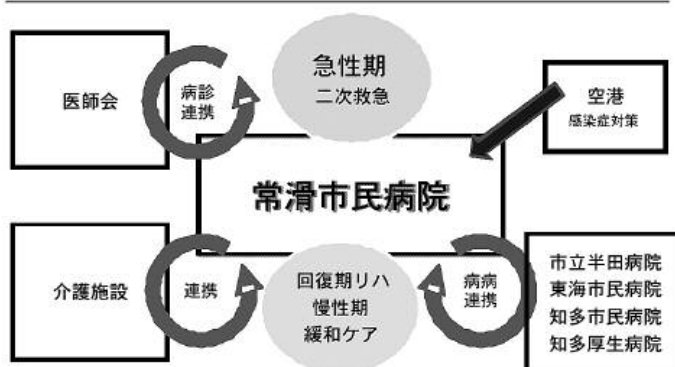 急性期
二次救急
医師会
病診
連携
空港
感染症対策
常滑市民病院
介護施設
連携
回復期リハ
慢性期
緩和ケア
病病
連携
市立半田病院
東海市民病院
知多市民病院
知多厚生病院